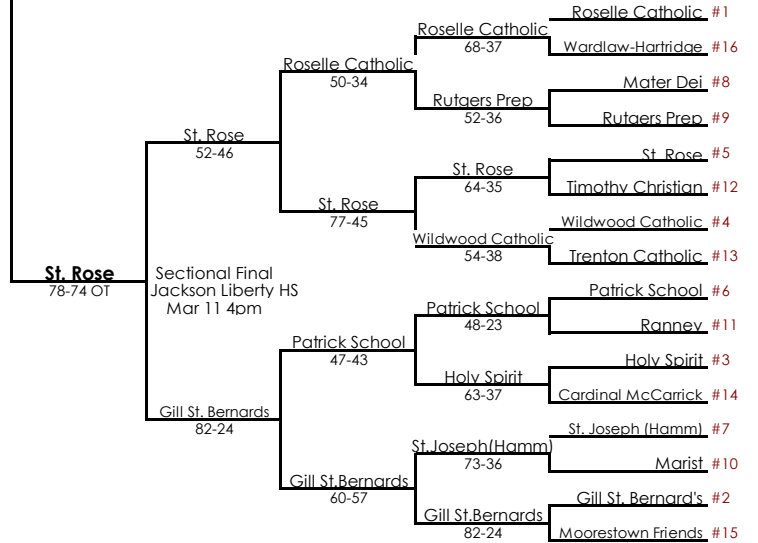 Roselle Catholic #1
Roselle Catholic
68-37
Wardlaw-Hartridge #16
Roselle Catholic
50-34
Mater Dei #8
Rutgers Prep
52-36
Rutgers Prep #9
St. Rose
52-46
St. Rose #5
St. Rose
64-35
Timothy Christian #12
St. Rose
77-45
Wildwood Catholic #4
Wildwood Catholic
54-38
Trenton Catholic #13
St. Rose
78-74 OT
Sectional Final
Jackson Liberty HS
Mar 11 4pm
Patrick School #6
Patrick School
48-23
Ranney #11
Patrick School
47-43
Holy Spirit #3
Holy Spirit
63-37
Cardinal McCarrick #14
Gill St. Bernards
82-24
St. Joseph (Hamm) #7
St.Joseph(Hamm)
73-36
Marist #10
Gill St.Bernards
60-57
Gill St. Bernard's #2
Gill St.Bernards
82-24
Moorestown Friends #15